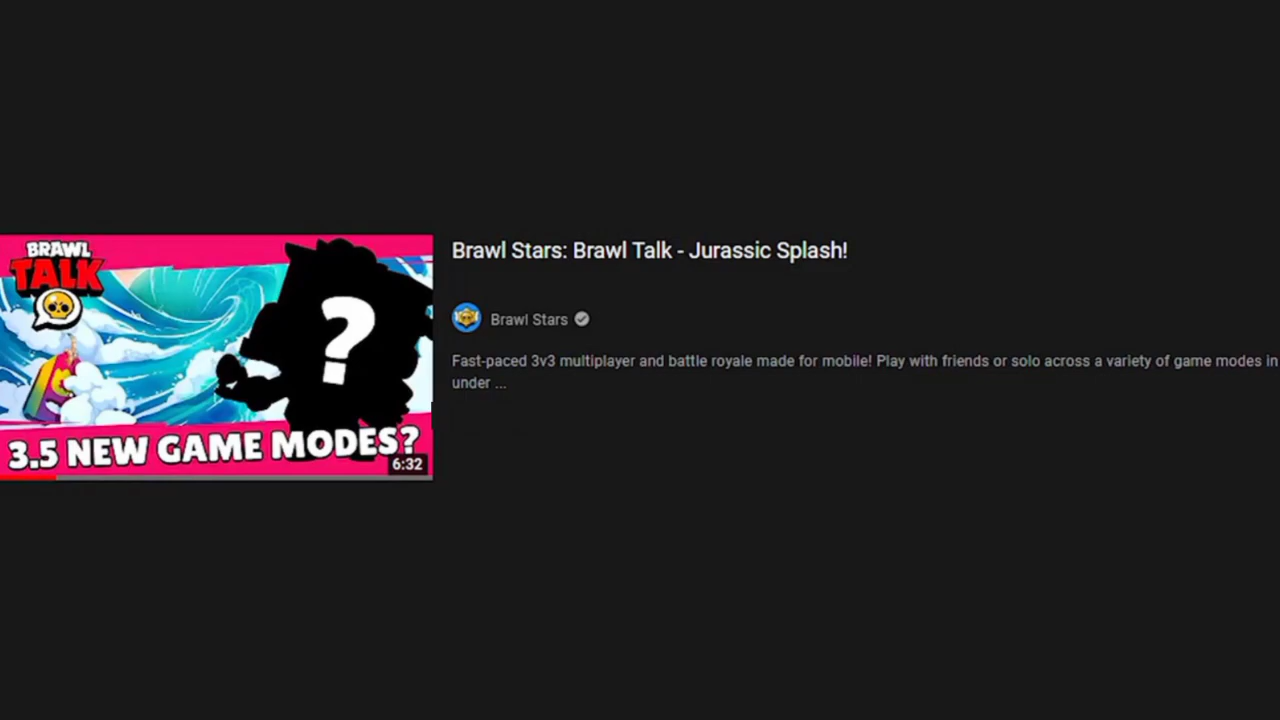 BRAWL
TALK
?
3.5 NEW GAME MODES?
6:32
Brawl Stars: Brawl Talk - Jurassic Splash!
Brawl Stars
Fast-paced 3v3 multiplayer and battle royale made for mobile! Play with friends or solo across a variety of game modes in
under ...